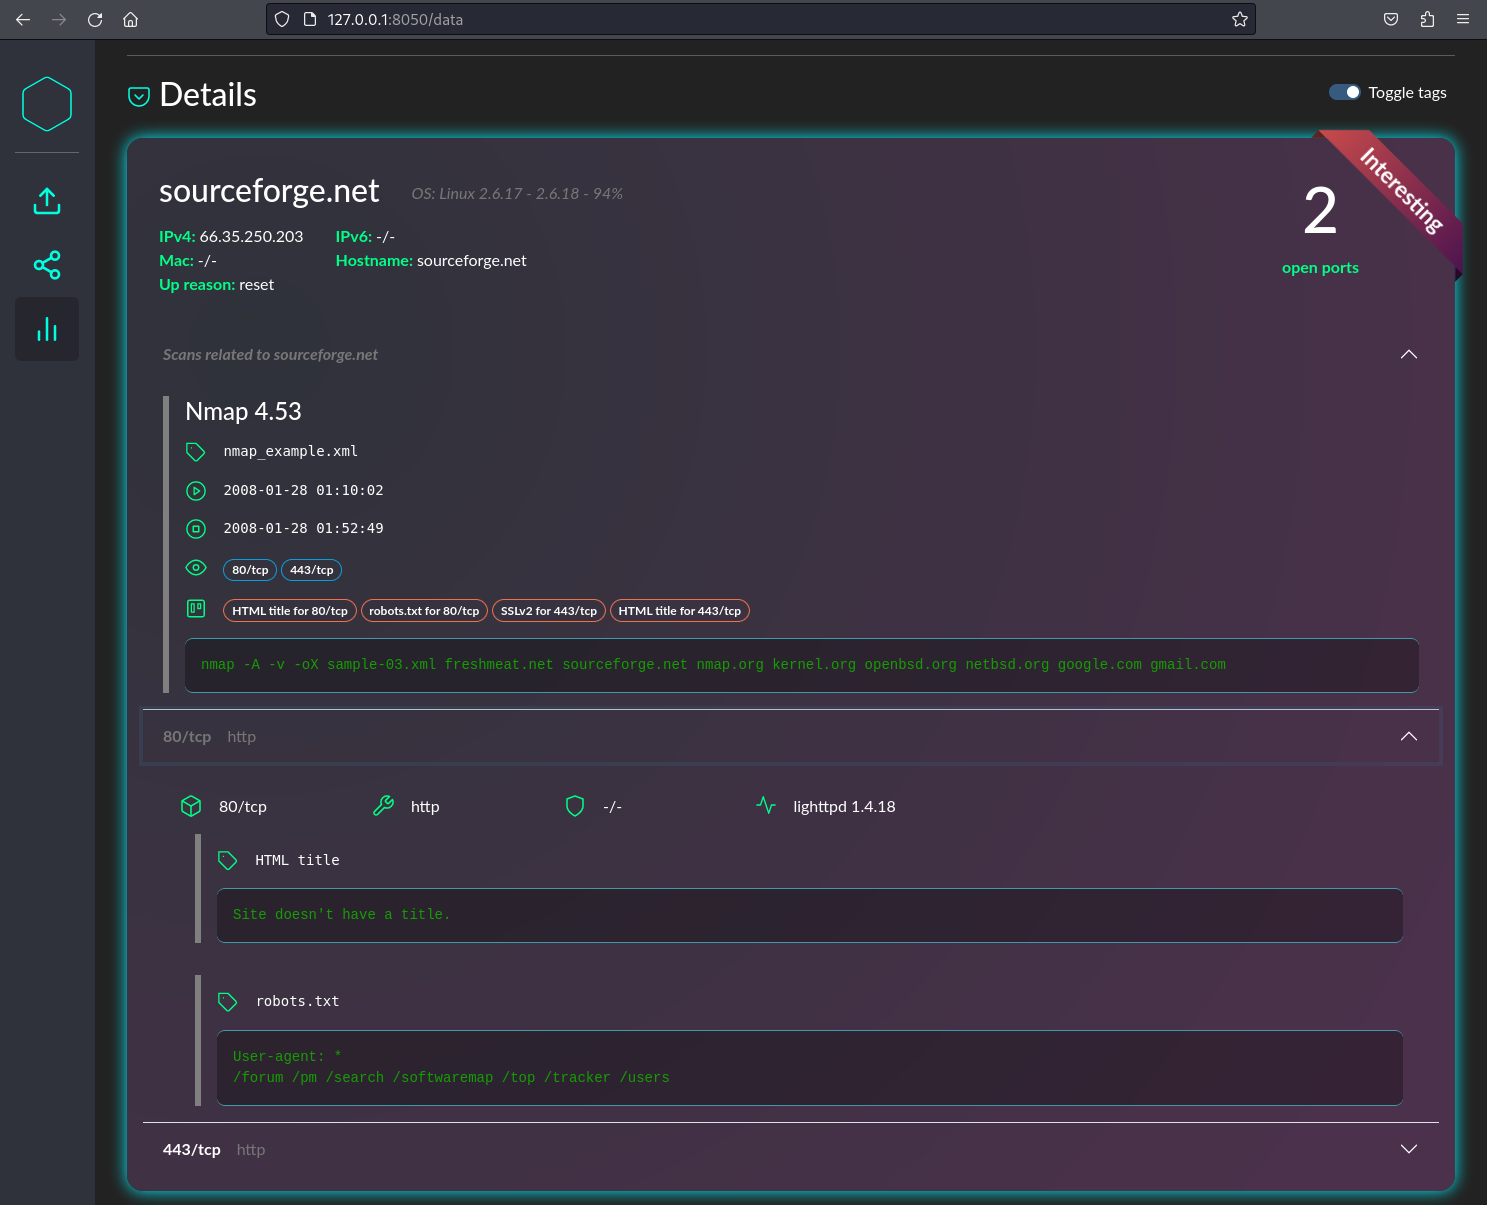 127.0.0.1:8050/data
Details
Toggle tags
Interesting
sourceforge.net OS: Linux 2.6.17 - 2.6.18 - 94%
2
open ports
IPv4: 66.35.250.203 IPv6: -/-
Mac: -/- Hostname: sourceforge.net
Up reason: reset
Scans related to sourceforge.net
Nmap 4.53
nmap_example.xml
2008-01-28 01:10:02
2008-01-28 01:52:49
80/tcp 443/tcp
HTML title for 80/tcp robots.txt for 80/tcp SSLv2 for 443/tcp HTML title for 443/tcp
nmap -A -v -oX sample-03.xml freshmeat.net sourceforge.net nmap.org kernel.org openbsd.org netbsd.org google.com gmail.com
80/tcp http
80/tcp http -/- lighttpd 1.4.18
HTML title
Site doesn't have a title.
robots.txt
User-agent: *
/forum /pm /search /softwaremap /top /tracker /users
443/tcp http